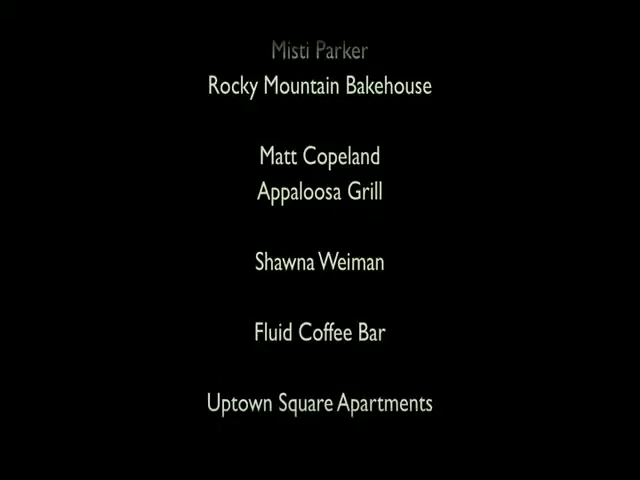 Misti Parker
Rocky Mountain Bakehouse
Matt Copeland
Appaloosa Grill
Shawna Weiman
Fluid Coffee Bar
Uptown Square Apartments